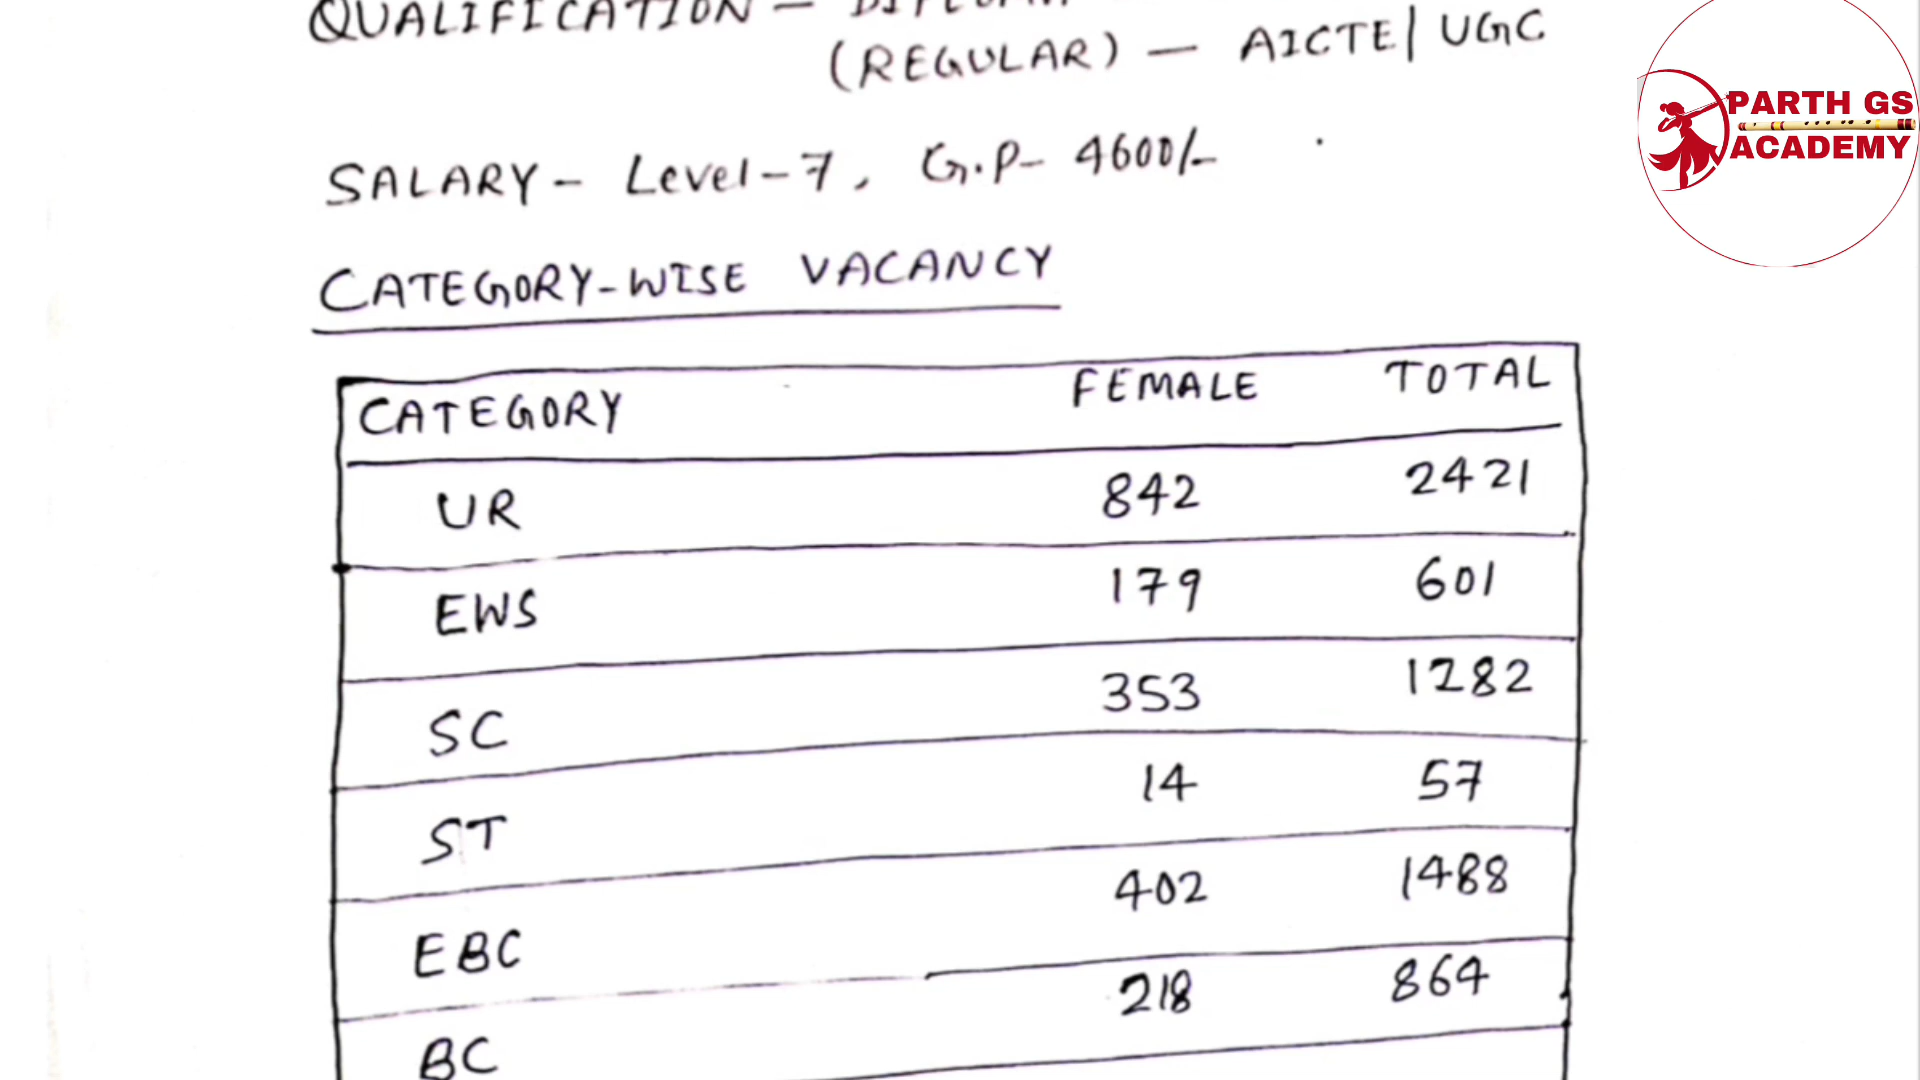 QUALIFICATION -
(REGULAR) - AICTE/ UGC
SALARY - Level-7, G.P- 4600/-
CATEGORY-WISE VACANCY
CATEGORY FEMALE TOTAL
UR 842 2421
EWS 179 601
SC 353 1282
ST 14 57
EBC 402 1488
BC 218 864
PARTH GS
ACADEMY